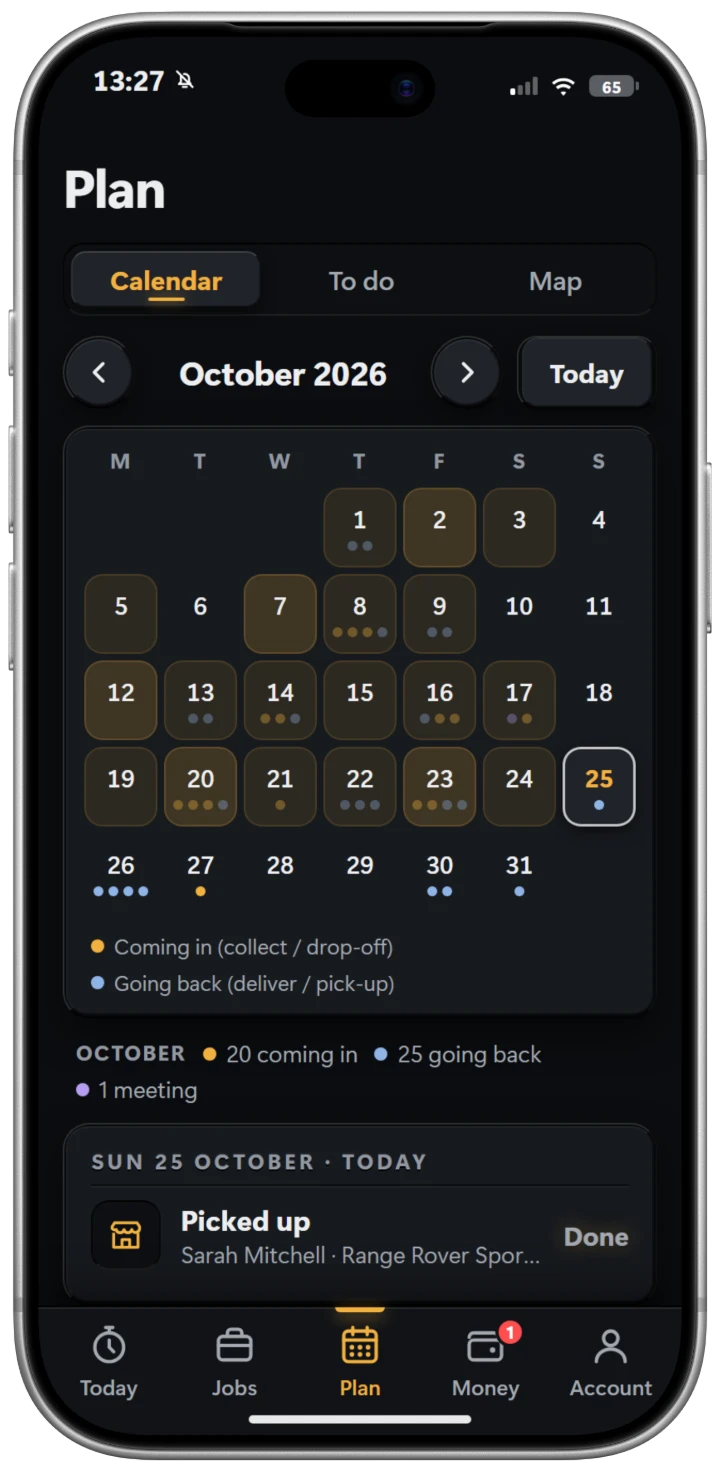 13:27
65
Plan
Calendar To do Map
October 2026 Today
M T W T F S S
1 2 3 4
5 6 7 8 9 10 11
12 13 14 15 16 17 18
19 20 21 22 23 24 25
26 27 28 29 30 31
Coming in (collect / drop-off)
Going back (deliver / pick-up)
OCTOBER 20 coming in 25 going back
1 meeting
SUN 25 OCTOBER · TODAY
Picked up
Sarah Mitchell · Range Rover Spor...
Done
1
Today Jobs Plan Money Account